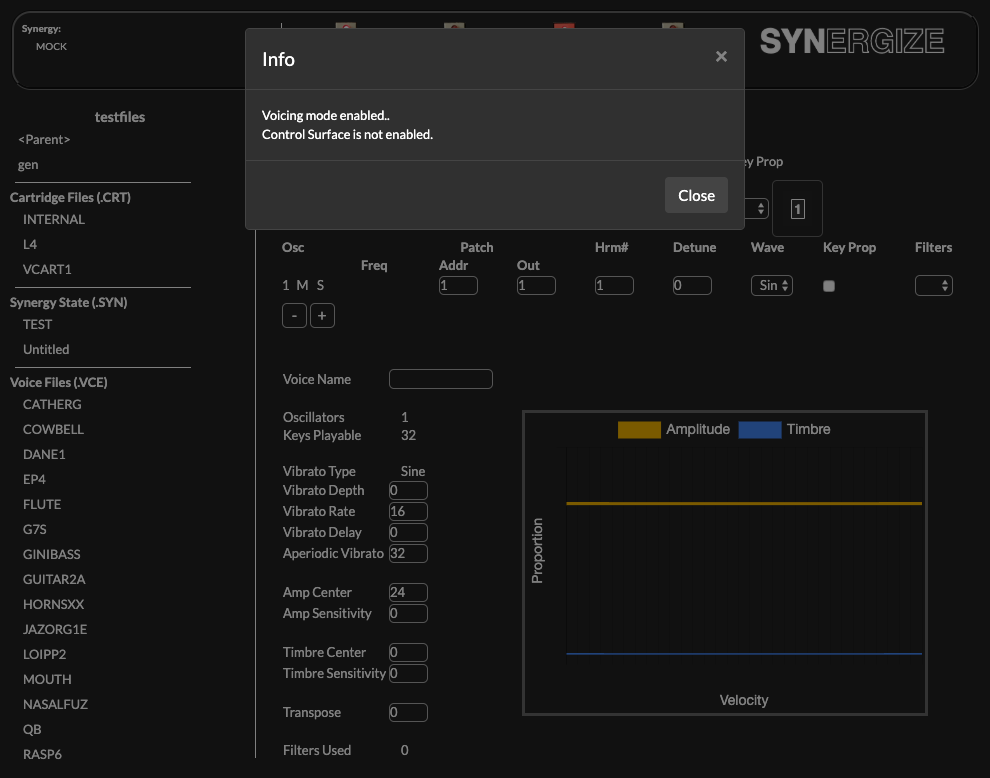 Synergy:
MOCK
SYNERGIZE
Info
×
Voicing mode enabled..
Control Surface is not enabled.
Close
testfiles
<Parent>
gen
Cartridge Files (.CRT)
INTERNAL
L4
VCART1
Synergy State (.SYN)
TEST
Untitled
Voice Files (.VCE)
CATHERG
COWBELL
DANE1
EP4
FLUTE
G7S
GINIBASS
GUITAR2A
HORNSXX
JAZORG1E
LOIPP2
MOUTH
NASALFUZ
QB
RASP6
Prop
1
Osc Patch Hrm# Detune Wave Key Prop Filters
Freq Addr Out
1 M S 1 1 1 0 Sin
- +
Voice Name
Oscillators 1
Keys Playable 32
Vibrato Type Sine
Vibrato Depth 0
Vibrato Rate 16
Vibrato Delay 0
Aperiodic Vibrato 32
Amp Center 24
Amp Sensitivity 0
Timbre Center 0
Timbre Sensitivity 0
Transpose 0
Filters Used 0
Amplitude Timbre
Proportion
Velocity